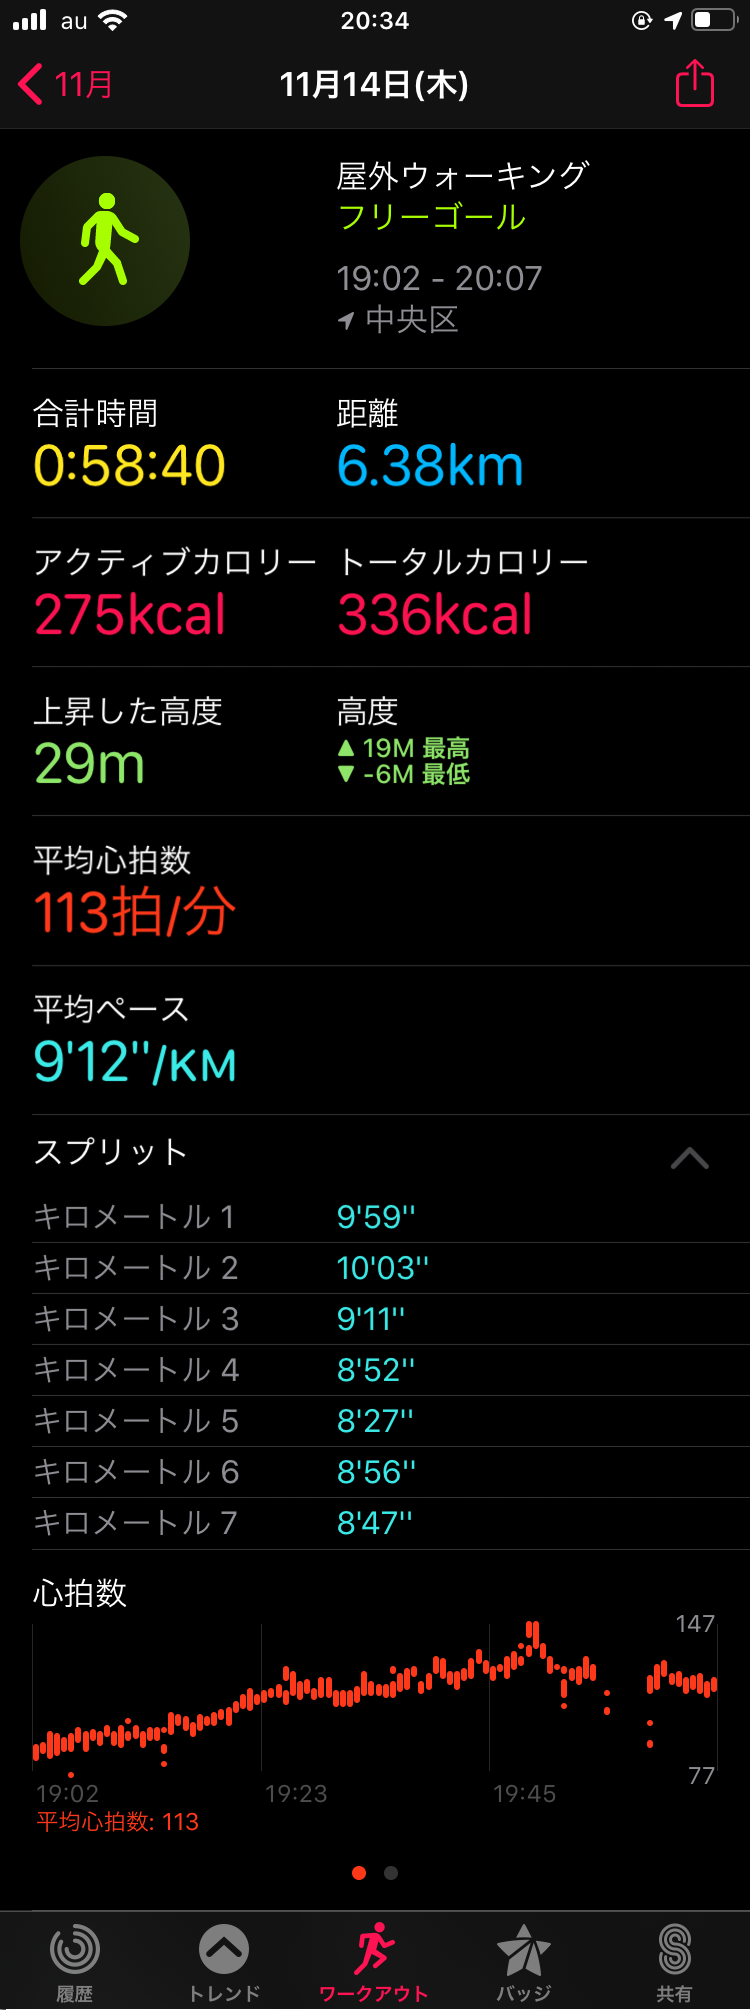 au 20:34
11月 11月14日(木)
屋外ウォーキング
フリーゴール
19:02 - 20:07
中央区
合計時間 距離
0:58:40 6.38km
アクティブカロリー トータルカロリー
275kcal 336kcal
上昇した高度 高度
29m ▲ 19M 最高
▼ -6M 最低
平均心拍数
113拍/分
平均ペース
9'12''/KM
スプリット
キロメートル 1 9'59''
キロメートル 2 10'03''
キロメートル 3 9'11''
キロメートル 4 8'52''
キロメートル 5 8'27''
キロメートル 6 8'56''
キロメートル 7 8'47''
心拍数
147
77
19:02 19:23 19:45
平均心拍数: 113
履歴 トレンド ワークアウト バッジ 共有